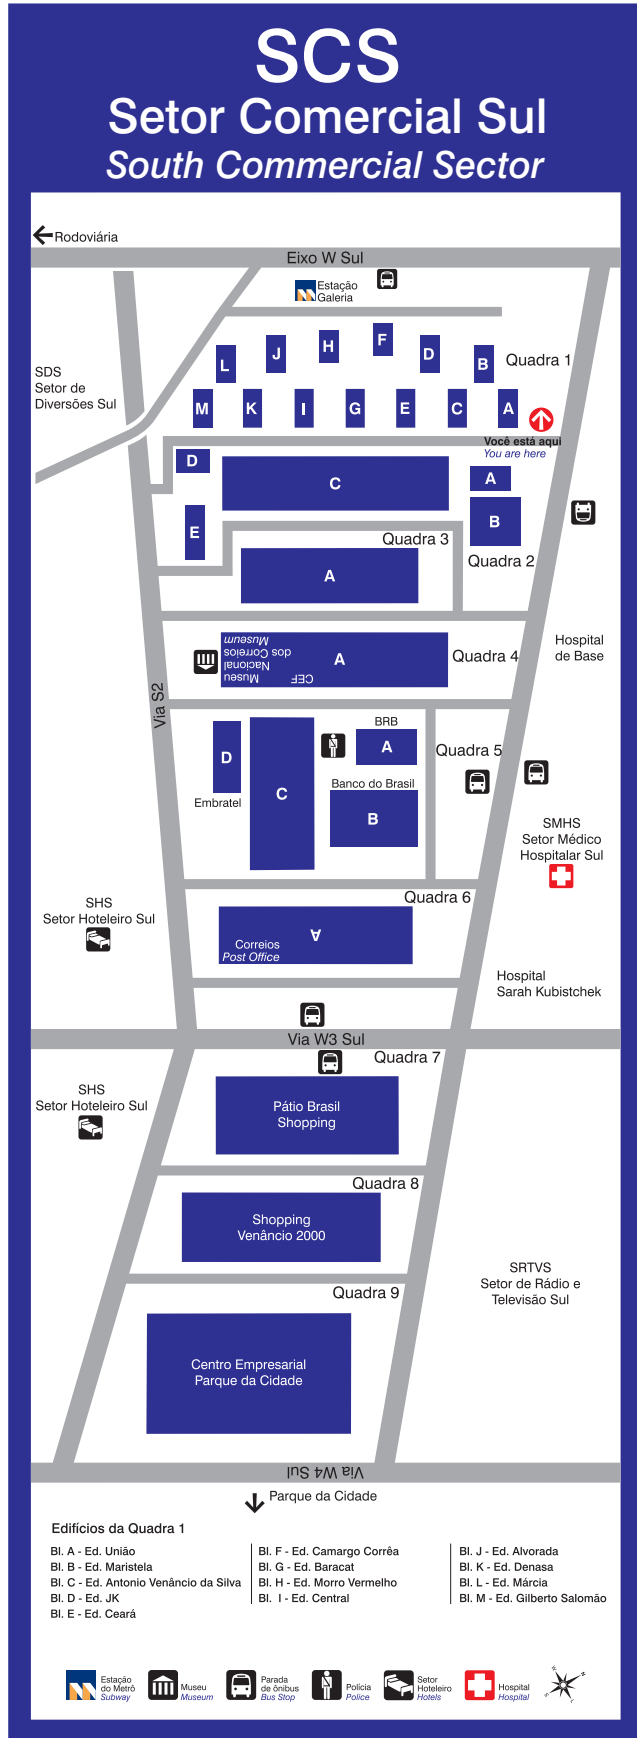 SCS
Setor Comercial Sul
South Commercial Sector
Rodoviária
Eixo W Sul
Estação
Galeria
SDS
Setor de
Diversões Sul
L
J
H
F
D
B
Quadra 1
M
K
I
G
E
C
A
Você está aqui
You are here
D
C
A
E
B
Quadra 3
Quadra 2
A
Hospital
de Base
Museu
Nacional
dos Correios
Museum
CEF
A
Quadra 4
Via S2
BRB
D
A
Quadra 5
Banco do Brasil
C
B
Embratel
SMHS
Setor Médico
Hospitalar Sul
Quadra 6
SHS
Setor Hoteleiro Sul
A
Correios
Post Office
Hospital
Sarah Kubistchek
Via W3 Sul
Quadra 7
SHS
Setor Hoteleiro Sul
Pátio Brasil
Shopping
Quadra 8
Shopping
Venâncio 2000
SRTVS
Setor de Rádio e
Televisão Sul
Quadra 9
Centro Empresarial
Parque da Cidade
Via W4 Sul
Parque da Cidade
Edifícios da Quadra 1
Bl. A - Ed. União
Bl. B - Ed. Maristela
Bl. C - Ed. Antonio Venâncio da Silva
Bl. D - Ed. JK
Bl. E - Ed. Ceará
Bl. F - Ed. Camargo Corrêa
Bl. G - Ed. Baracat
Bl. H - Ed. Morro Vermelho
Bl. I - Ed. Central
Bl. J - Ed. Alvorada
Bl. K - Ed. Denasa
Bl. L - Ed. Márcia
Bl. M - Ed. Gilberto Salomão
Estação
do Metrô
Subway
Museu
Museum
Parada
de ônibus
Bus Stop
Polícia
Police
Setor
Hoteleiro
Hotels
Hospital
Hospital